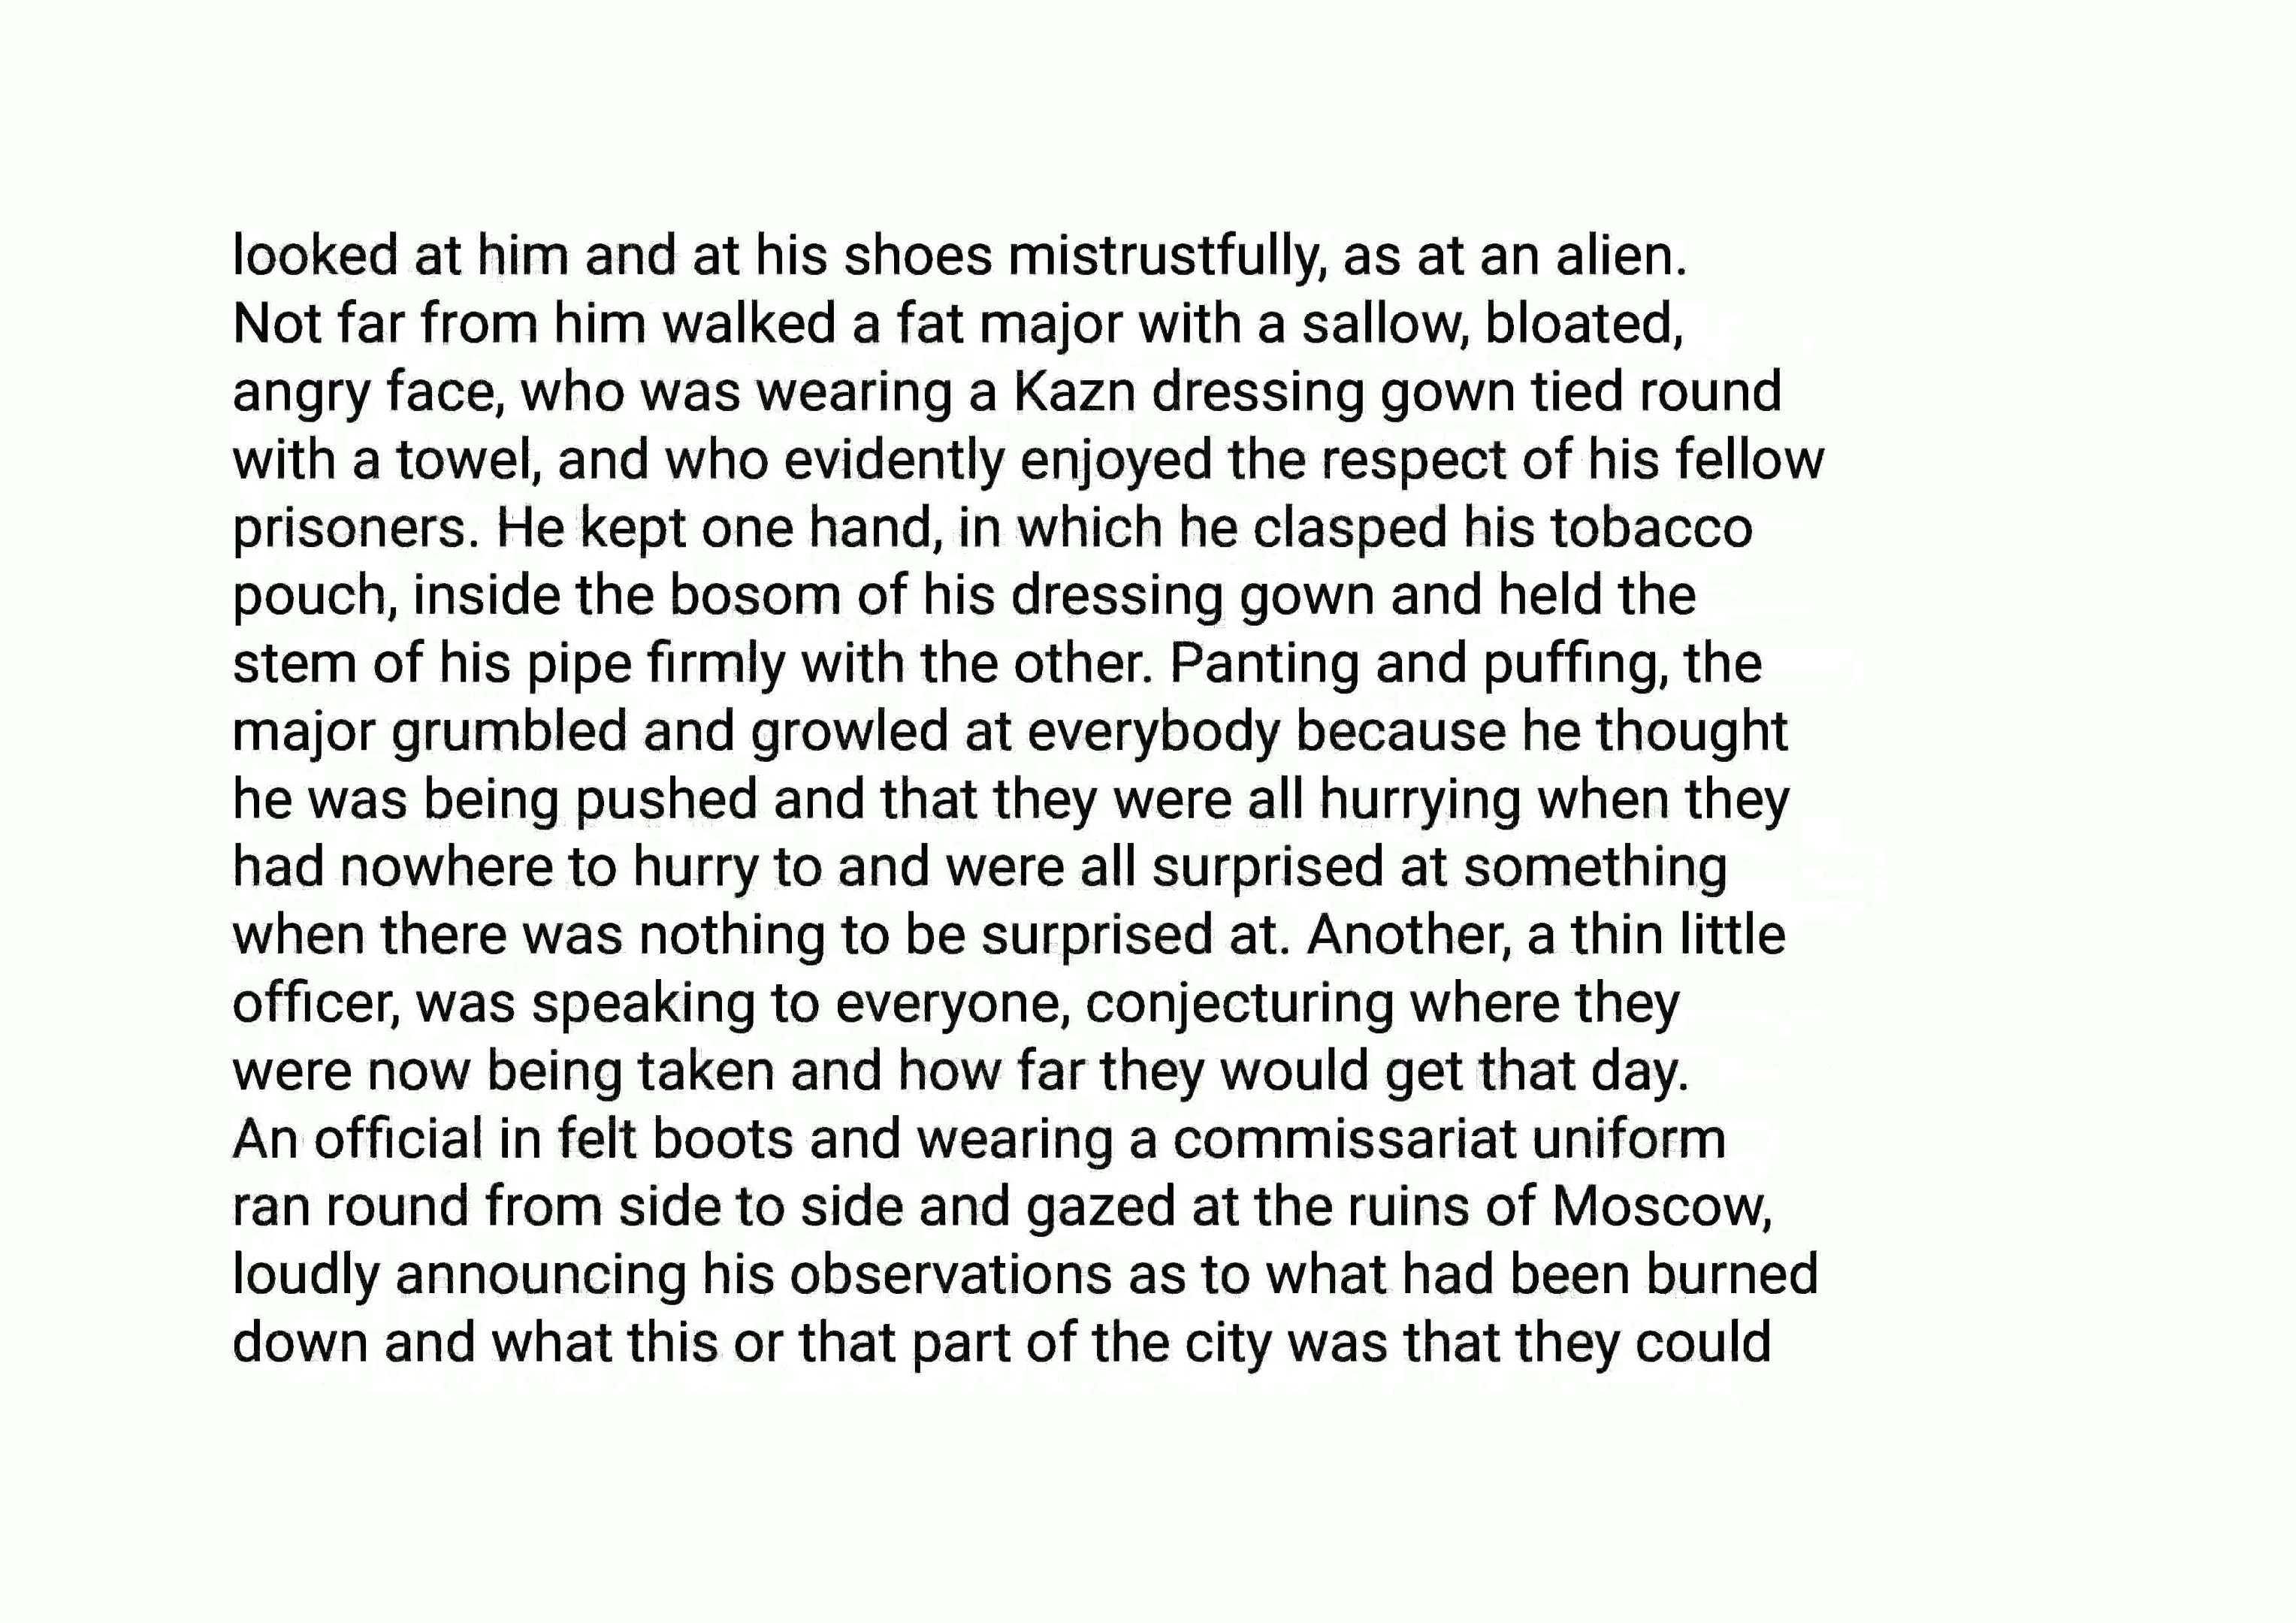 looked at him and at his shoes mistrustfully, as at an alien.
Not far from him walked a fat major with a sallow, bloated,
angry face, who was wearing a Kazn dressing gown tied round
with a towel, and who evidently enjoyed the respect of his fellow
prisoners. He kept one hand, in which he clasped his tobacco
pouch, inside the bosom of his dressing gown and held the
stem of his pipe firmly with the other. Panting and puffing, the
major grumbled and growled at everybody because he thought
he was being pushed and that they were all hurrying when they
had nowhere to hurry to and were all surprised at something
when there was nothing to be surprised at. Another, a thin little
officer, was speaking to everyone, conjecturing where they
were now being taken and how far they would get that day.
An official in felt boots and wearing a commissariat uniform
ran round from side to side and gazed at the ruins of Moscow,
loudly announcing his observations as to what had been burned
down and what this or that part of the city was that they could